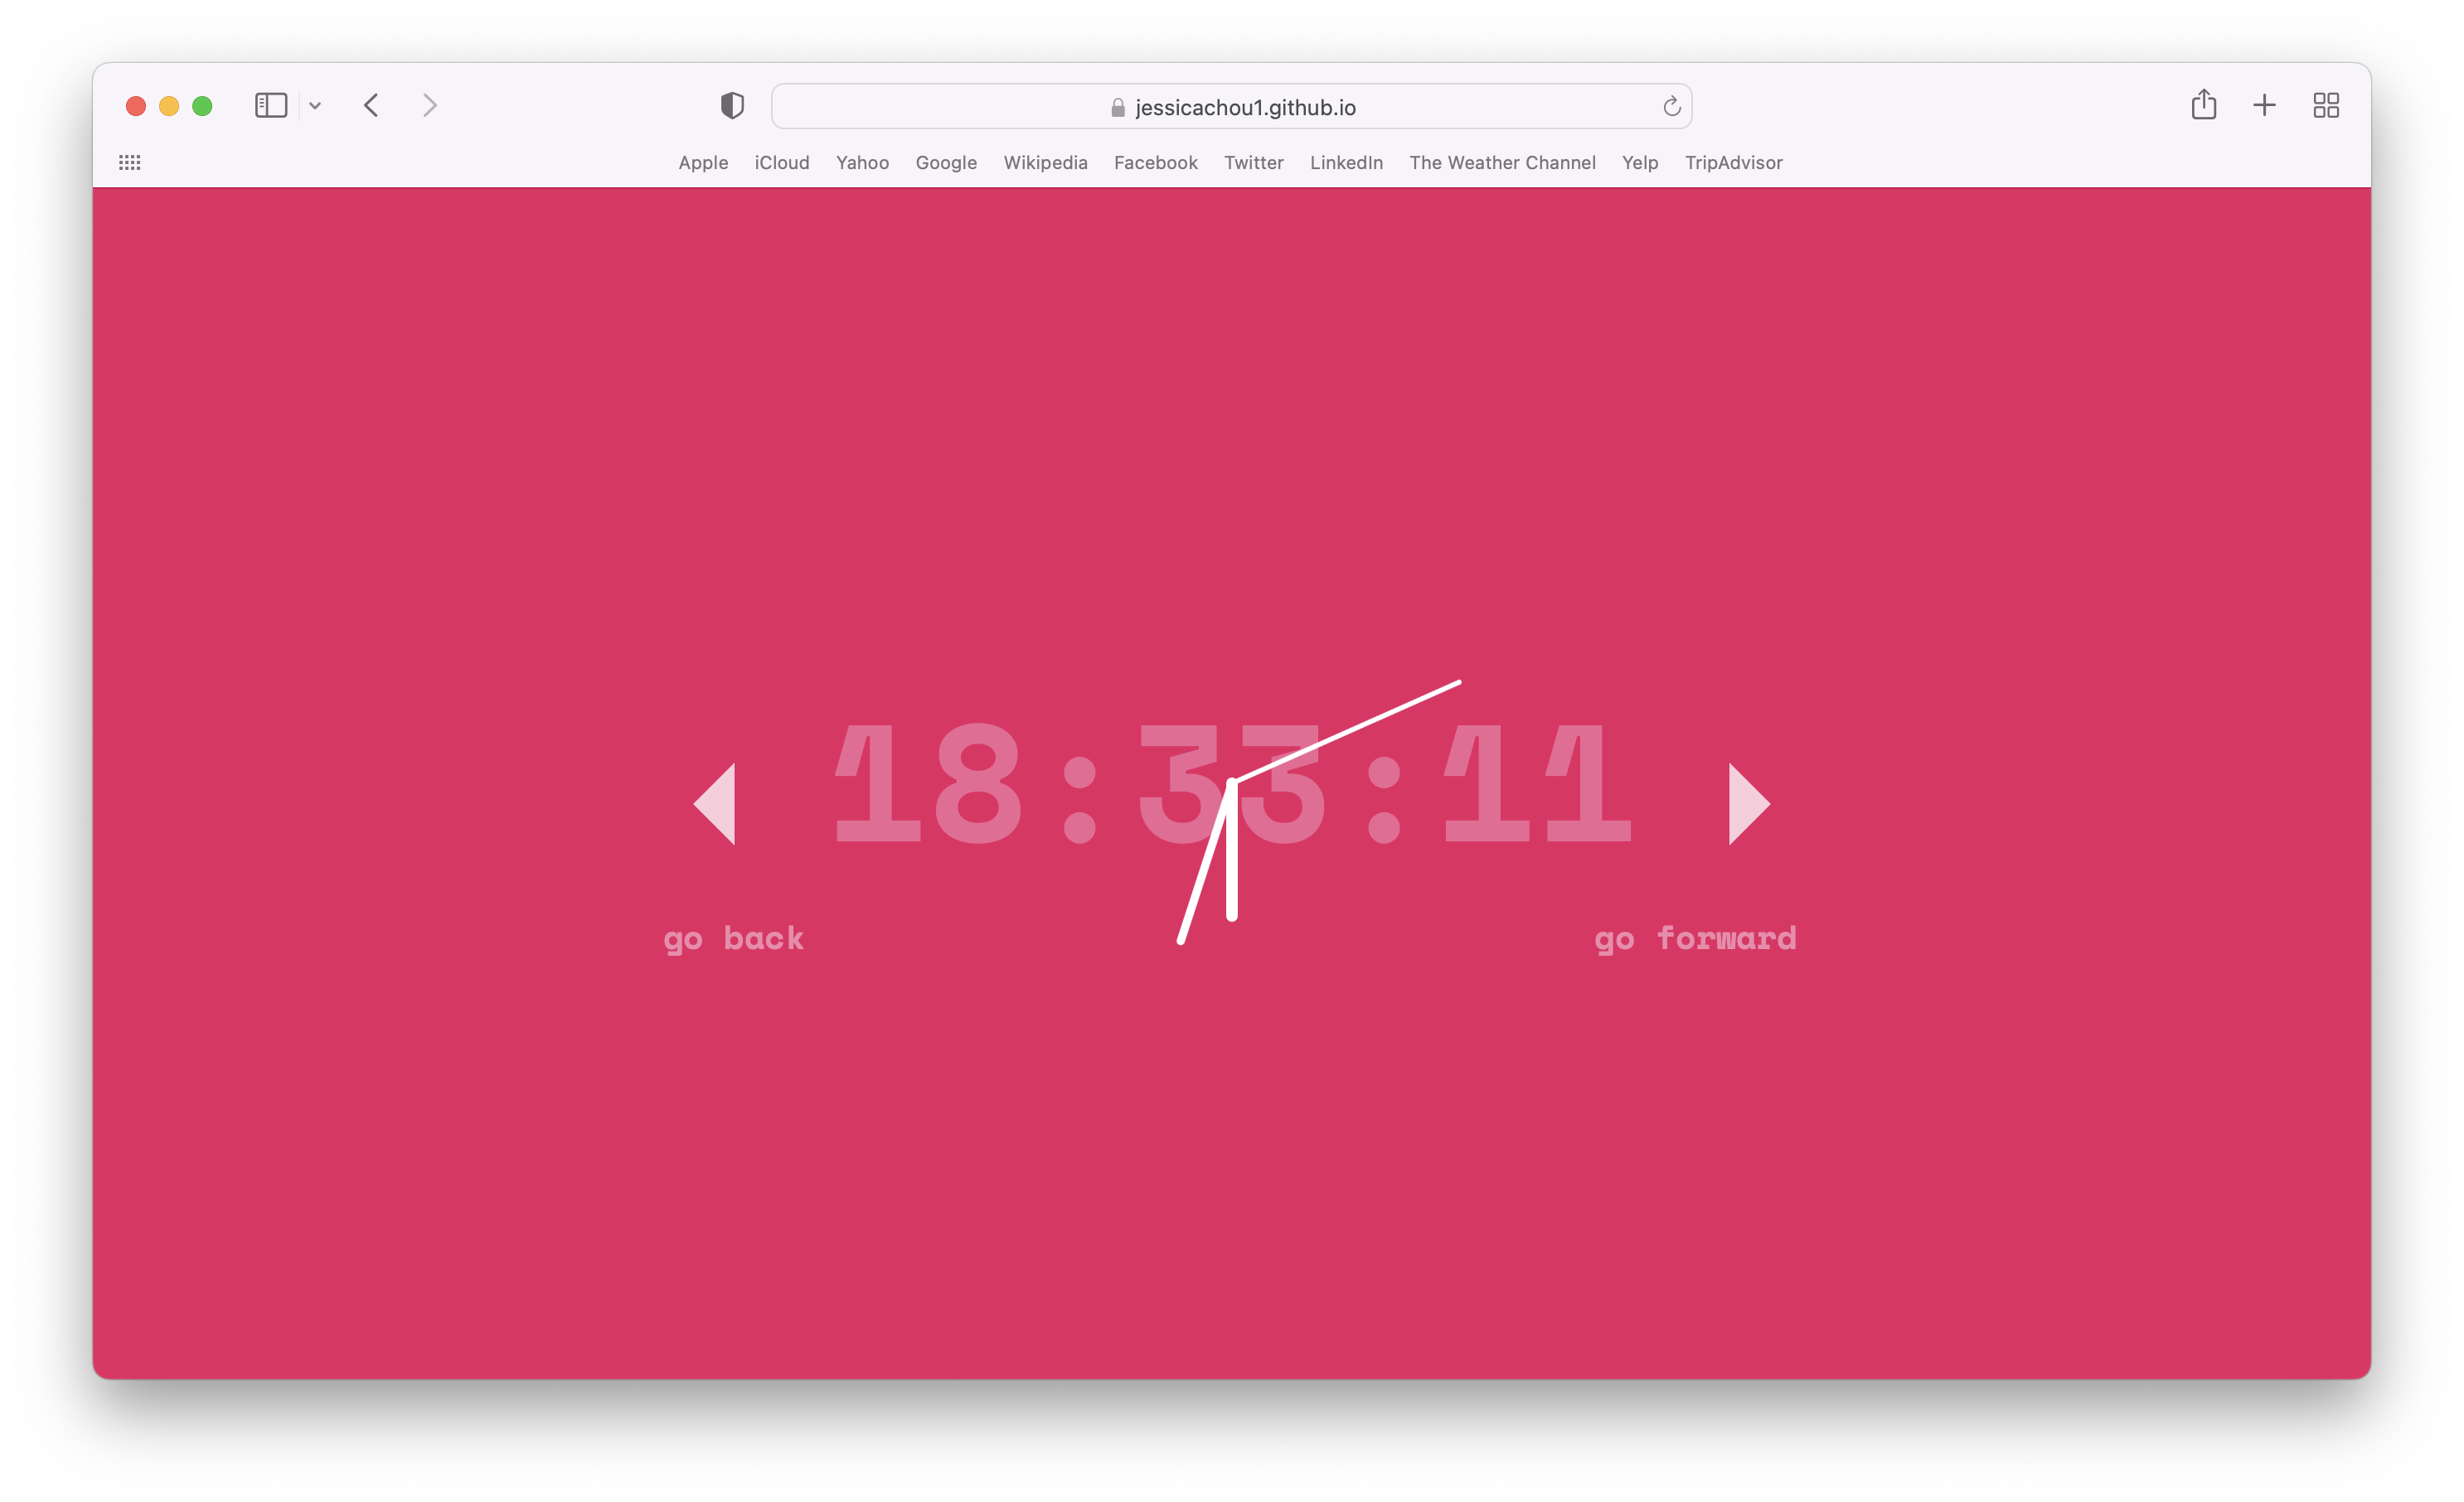 jessicachou1.github.io
Apple iCloud Yahoo Google Wikipedia Facebook Twitter LinkedIn The Weather Channel Yelp TripAdvisor
18:33:11
go back go forward